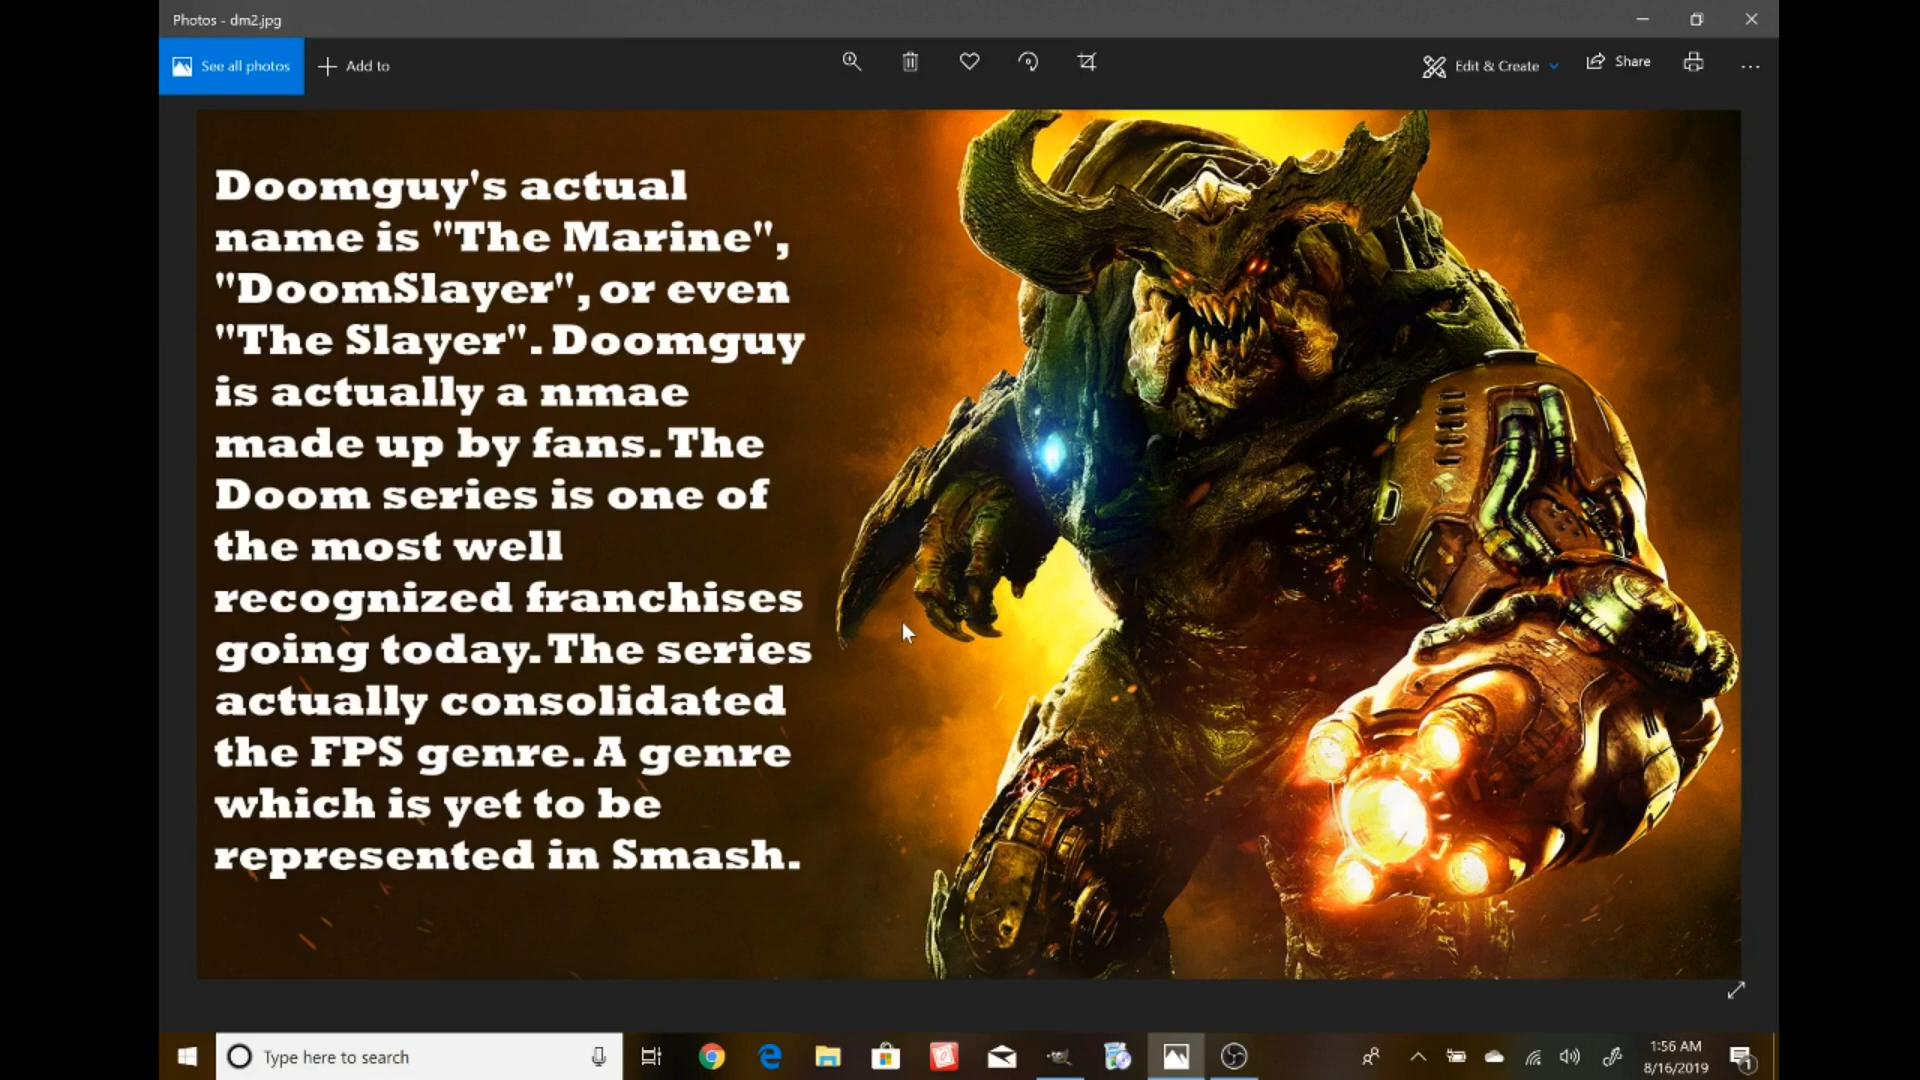 Photos - dm2.jpg
See all photos
Add to
Edit & Create
Share
Doomguy's actual
name is "The Marine",
"DoomSlayer", or even
"The Slayer". Doomguy
is actually a nmae
made up by fans. The
Doom series is one of
the most well
recognized franchises
going today. The series
actually consolidated
the FPS genre. A genre
which is yet to be
represented in Smash.
Type here to search
1:56 AM
8/16/2019
1